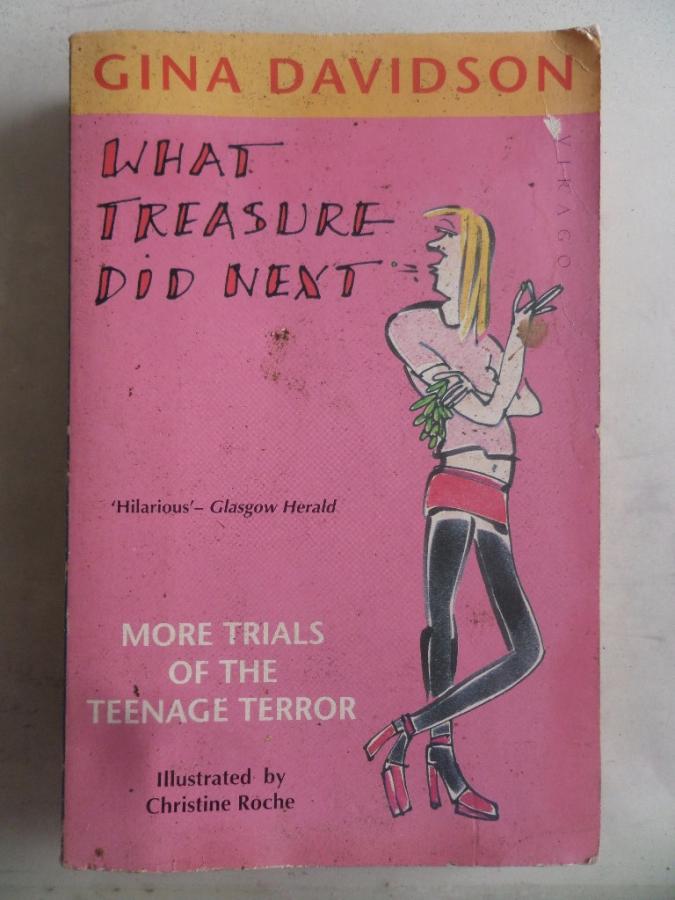 GINA DAVIDSON
WHAT
TREASURE
DID NEXT
VIRAGO
'Hilarious'– Glasgow Herald
MORE TRIALS
OF THE
TEENAGE TERROR
Illustrated by
Christine Roche